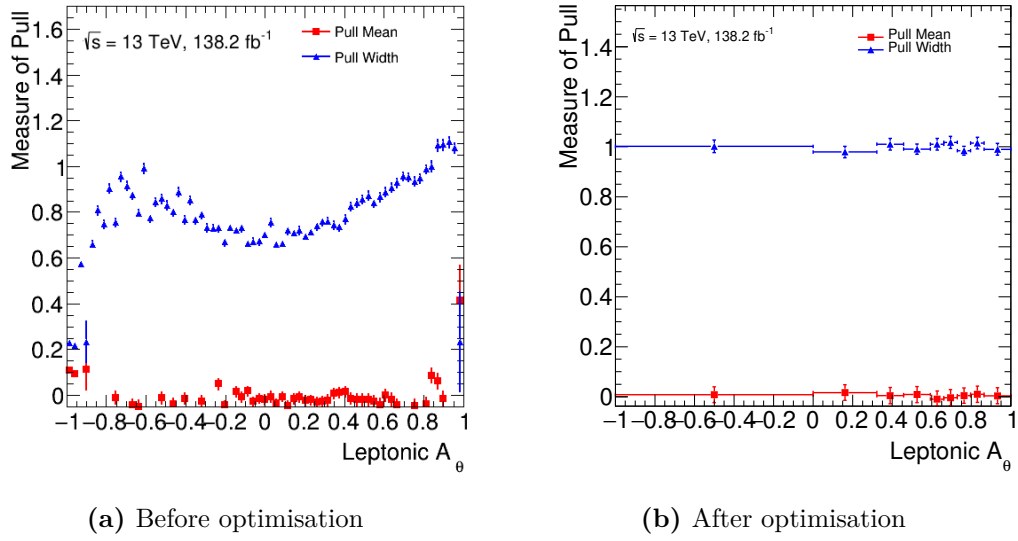 √s = 13 TeV, 138.2 fb⁻¹
Pull Mean
Pull Width
Measure of Pull
1.6
1.4
1.2
1
0.8
0.6
0.4
0.2
0
−1 −0.8 −0.6 −0.4 −0.2 0 0.2 0.4 0.6 0.8 1
Leptonic A_θ
(a) Before optimisation
√s = 13 TeV, 138.2 fb⁻¹
Pull Mean
Pull Width
Measure of Pull
1.4
1.2
1
0.8
0.6
0.4
0.2
0
−1 −0.8 −0.6 −0.4 −0.2 0 0.2 0.4 0.6 0.8 1
Leptonic A_θ
(b) After optimisation